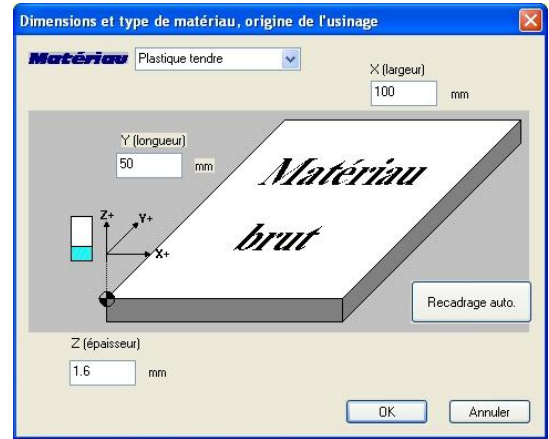 Dimensions et type de matériau, origine de l'usinage
Matériau Plastique tendre
X (largeur)
100 mm
Y (longueur)
50 mm
Matériau
brut
Z+ Y+
X+
Recadrage auto.
Z (épaisseur)
1.6 mm
OK Annuler